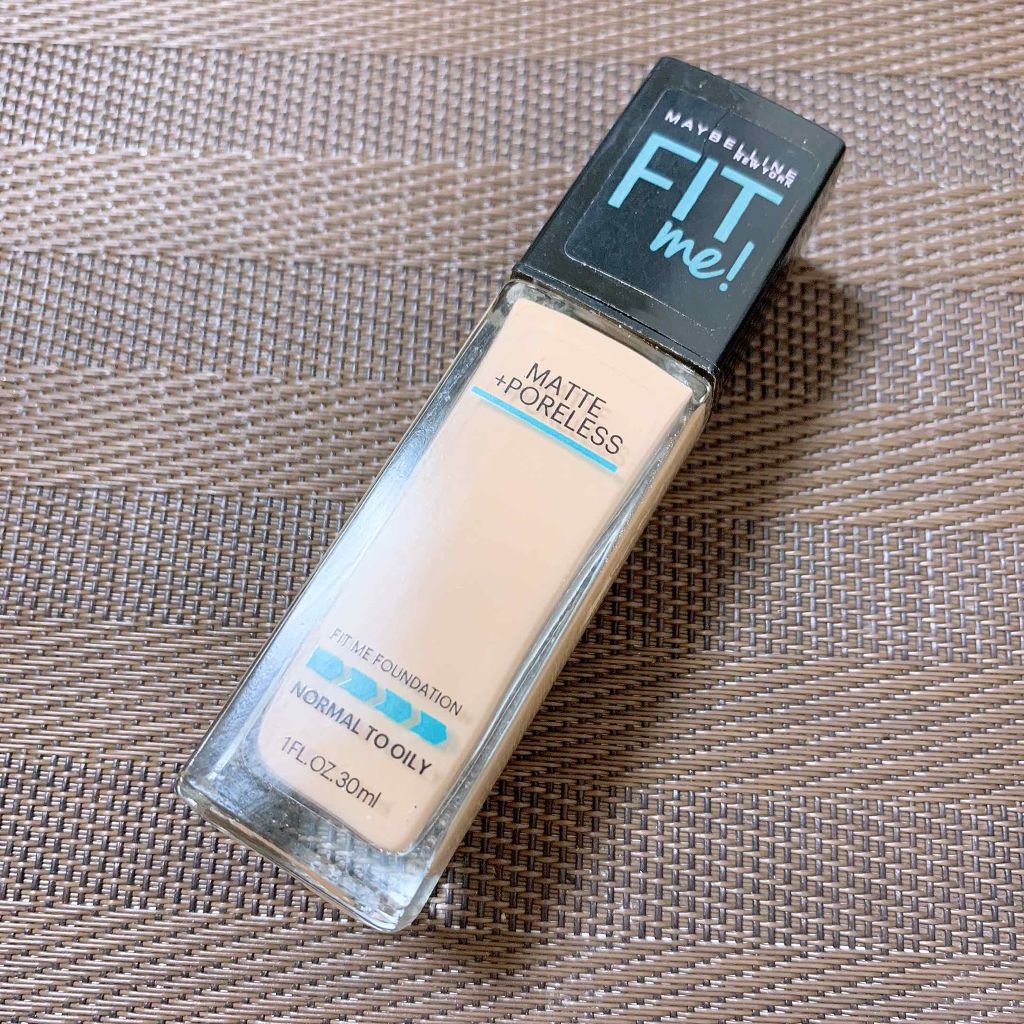 MAYBELLINE
NEW YORK
FIT
me!
MATTE
+PORELESS
FIT ME FOUNDATION
NORMAL TO OILY
1FL.OZ.30ml